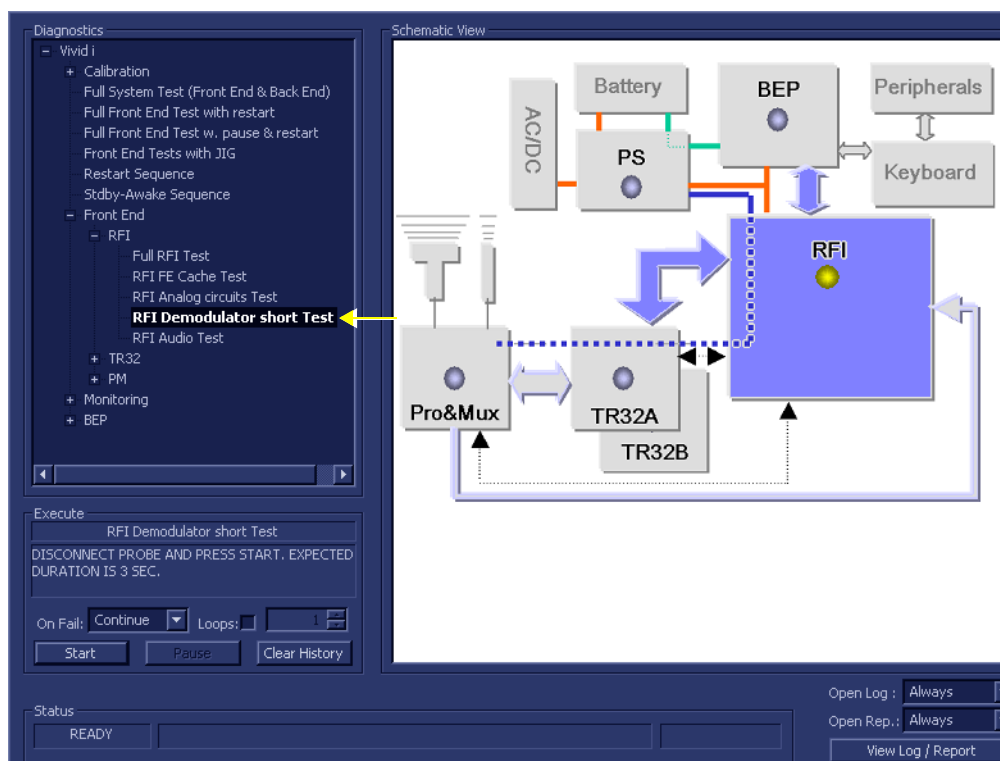 Diagnostics
Vivid i
Calibration
Full System Test (Front End & Back End)
Full Front End Test with restart
Full Front End Test w. pause & restart
Front End Tests with JIG
Restart Sequence
Stdby-Awake Sequence
Front End
RFI
Full RFI Test
RFI FE Cache Test
RFI Analog circuits Test
RFI Demodulator short Test
RFI Audio Test
TR32
PM
Monitoring
BEP
Execute
RFI Demodulator short Test
DISCONNECT PROBE AND PRESS START. EXPECTED
DURATION IS 3 SEC.
On Fail: Continue Loops: 1
Start Pause Clear History
Schematic View
AC/DC
Battery
BEP
Peripherals
PS
Keyboard
RFI
Pro&Mux
TR32A
TR32B
Status
READY
Open Log : Always
Open Rep.: Always
View Log / Report